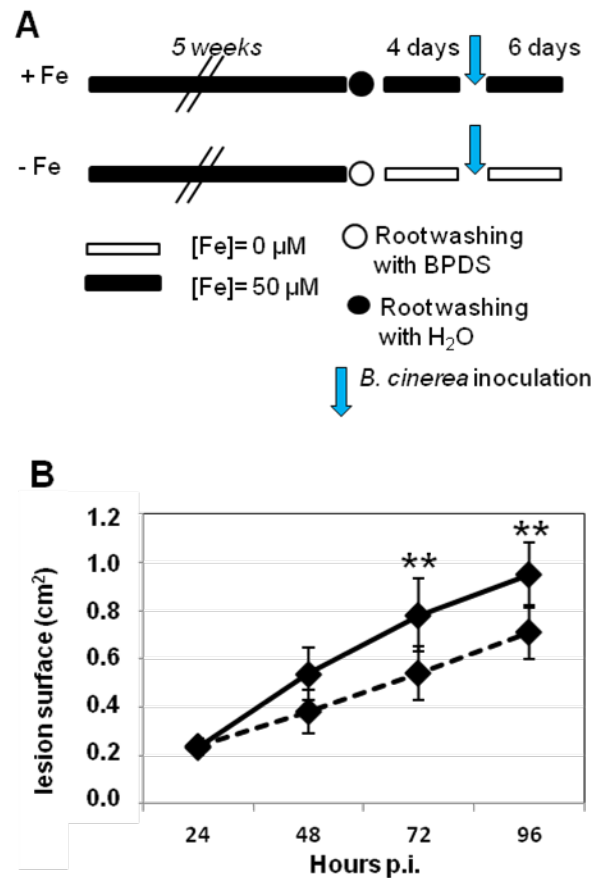 A
5 weeks 4 days 6 days
+ Fe
- Fe
[Fe]= 0 µM
[Fe]= 50 µM
Root washing
with BPDS
Root washing
with H₂O
B. cinerea inoculation
B
1.2
1.0
0.8
0.6
0.4
0.2
0.0
lesion surface (cm²)
** **
24 48 72 96
Hours p.i.